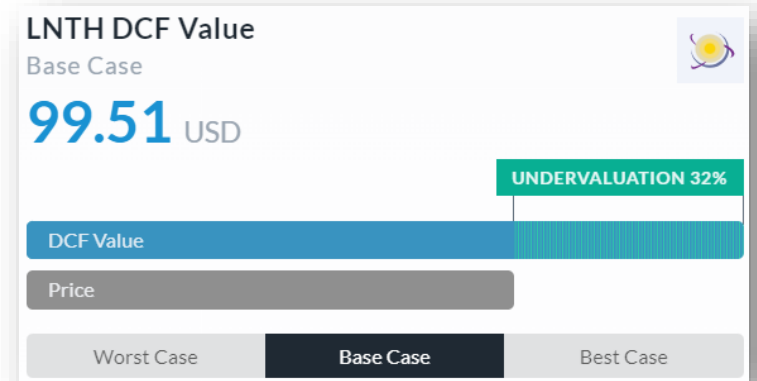 LNTH DCF Value
Base Case
99.51 USD
UNDERVALUATION 32%
DCF Value
Price
Worst Case Base Case Best Case